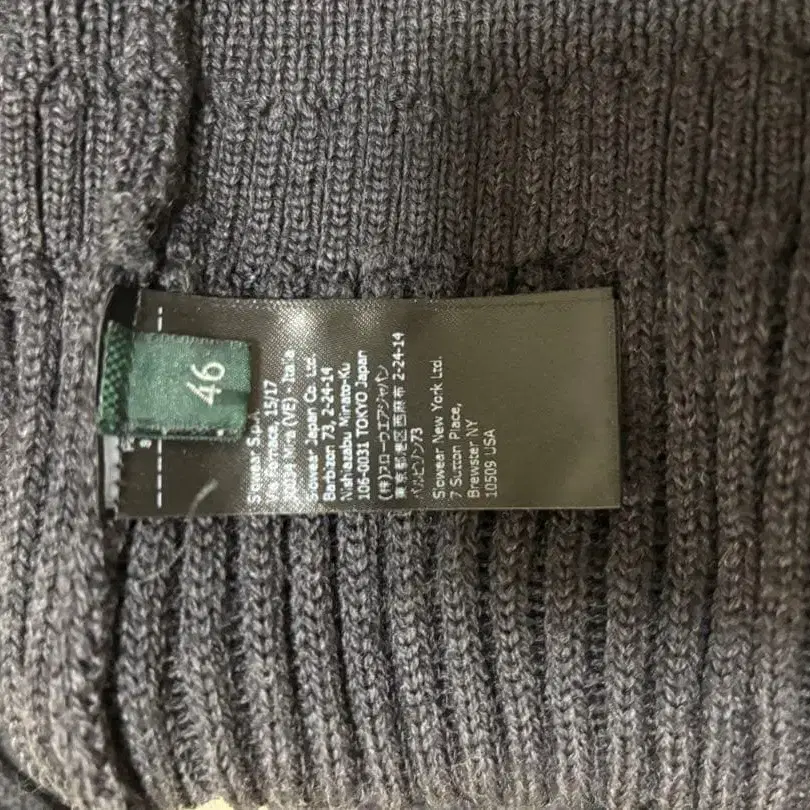 46
Slowear S.p.A.
Via Fornace, 15/17
30034 Mira (VE) - Italia
Slowear Japan Co. Ltd.
Barbizon 73, 2-24-14
Nishiazabu Minato-Ku
106-0031 TOKYO Japan
(株)スローウエアジャパン
東京都港区西麻布 2-24-14
バルビゾン73
Slowear New York Ltd.
7 Sutton Place,
Brewster NY
10509 USA